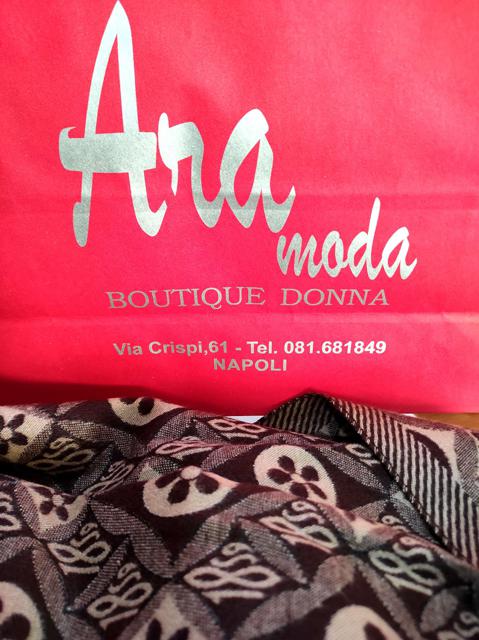 Ara
moda
BOUTIQUE DONNA
Via Crispi,61 - Tel. 081.681849
NAPOLI